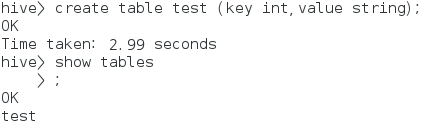 hive> create table test (key int,value string);
OK
Time taken: 2.99 seconds
hive> show tables
    > ;
OK
test